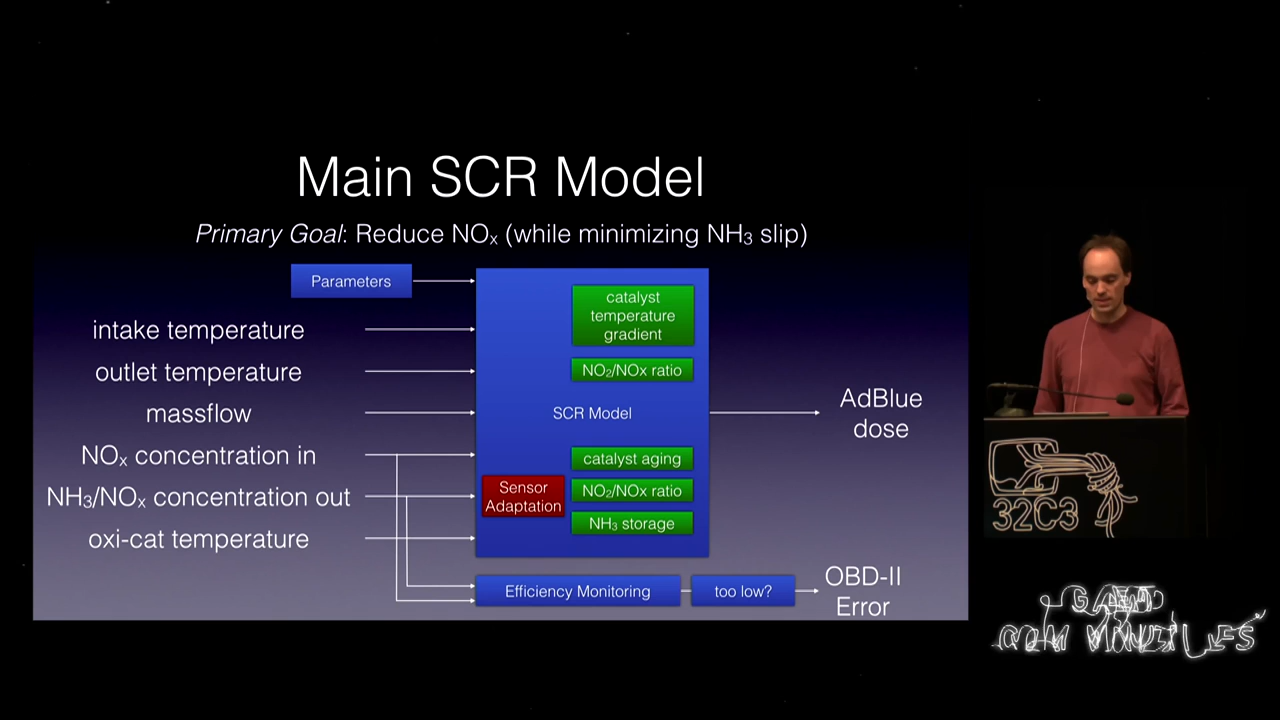 Main SCR Model
Primary Goal: Reduce NOx (while minimizing NH3 slip)
Parameters
intake temperature
outlet temperature
massflow
NOx concentration in
NH3/NOx concentration out
oxi-cat temperature
catalyst
temperature
gradient
NO2/NOx ratio
SCR Model
catalyst aging
Sensor
Adaptation
NO2/NOx ratio
NH3 storage
Efficiency Monitoring
too low?
AdBlue
dose
OBD-II
Error
32C3